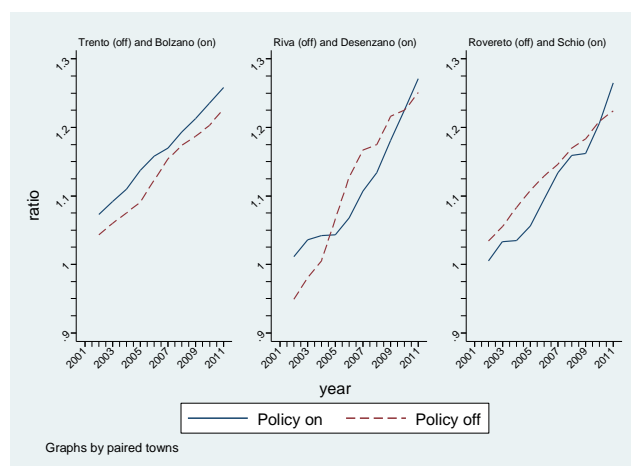 Trento (off) and Bolzano (on)
Riva (off) and Desenzano (on)
Rovereto (off) and Schio (on)
1.3
1.2
1.1
1
.9
1.3
1.2
1.1
1
.9
1.3
1.2
1.1
1
.9
ratio
2001 2003 2005 2007 2009 2011
2001 2003 2005 2007 2009 2011
2001 2003 2005 2007 2009 2011
year
Policy on Policy off
Graphs by paired towns